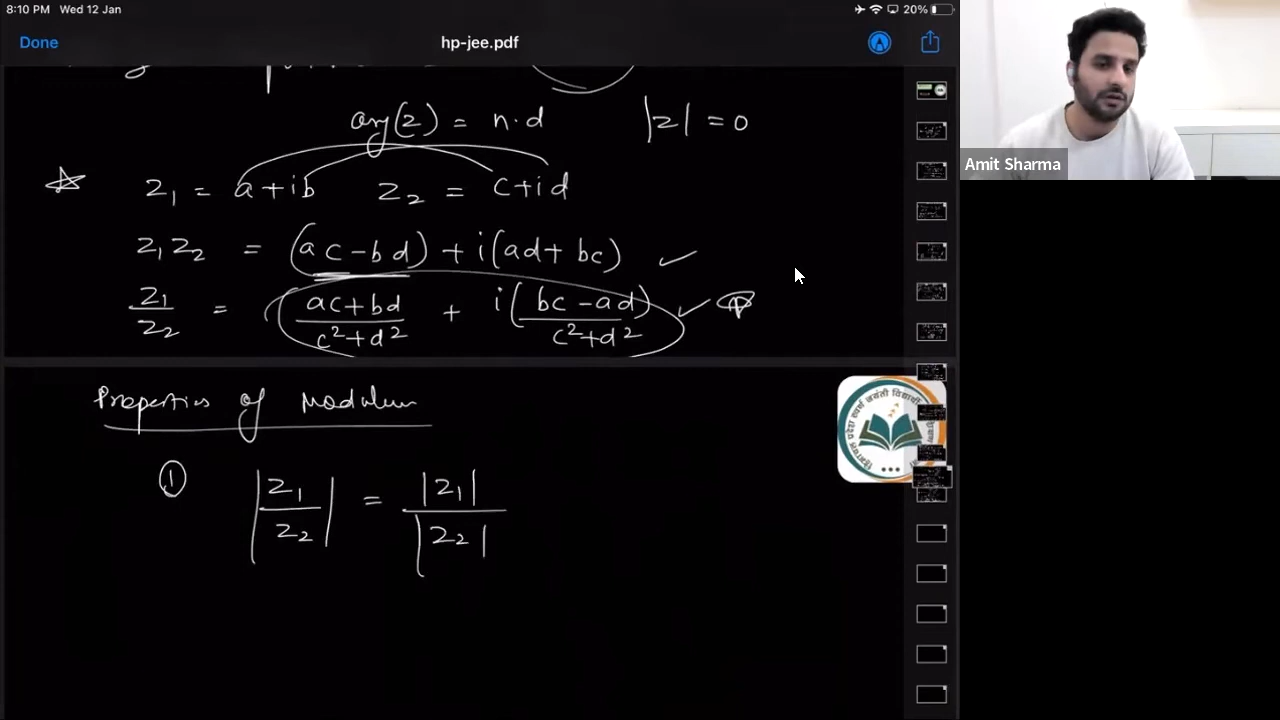 8:10 PM Wed 12 Jan
20%
Done
hp-jee.pdf
arg(z) = n·d |z| = 0
z₁ = a + ib z₂ = c + id
z₁z₂ = (ac - bd) + i(ad + bc)
z₁/z₂ = (ac + bd)/(c² + d²) + i(bc - ad)/(c² + d²)
Properties of Modulus
① |z₁/z₂| = |z₁|/|z₂|
Amit Sharma